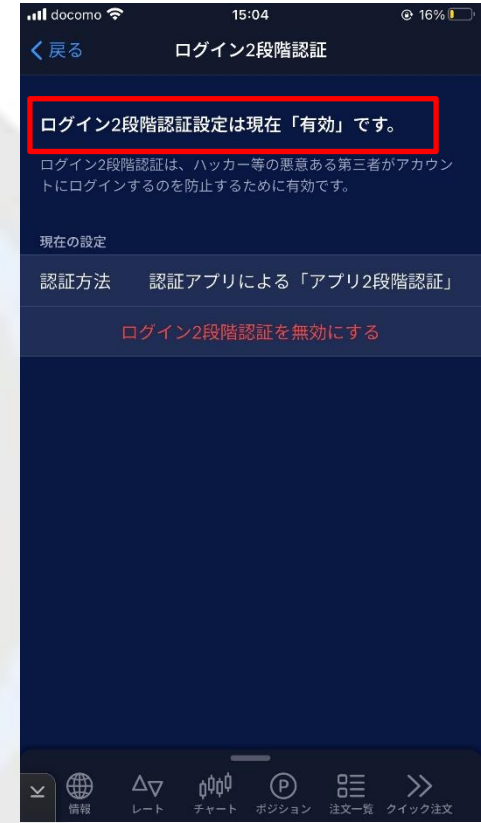 docomo 15:04 16%
戻る ログイン2段階認証
ログイン2段階認証設定は現在「有効」です。
ログイン2段階認証は、ハッカー等の悪意ある第三者がアカウン
トにログインするのを防止するために有効です。
現在の設定
認証方法 認証アプリによる「アプリ2段階認証」
ログイン2段階認証を無効にする
情報 レート チャート ポジション 注文一覧 クイック注文